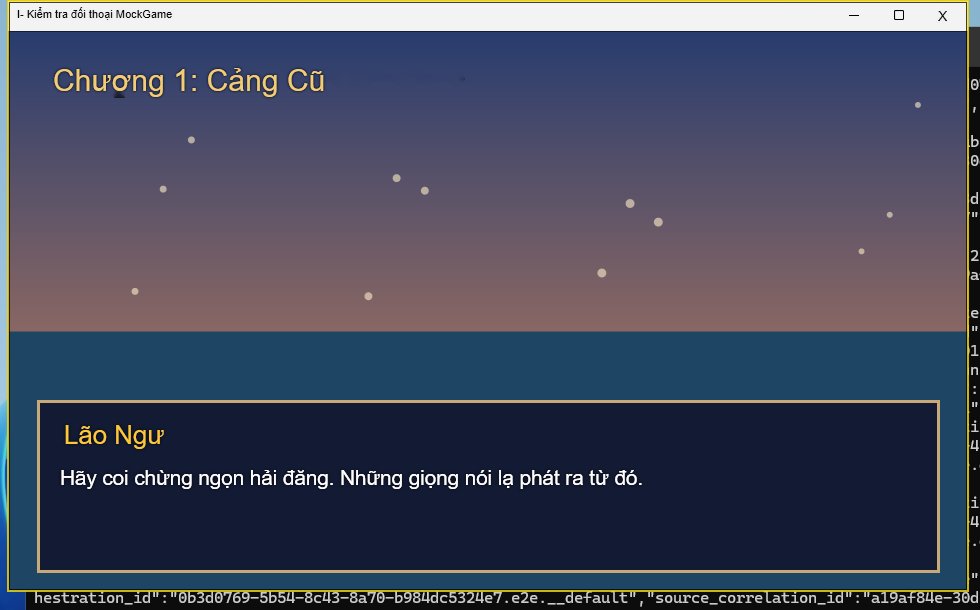 I- Kiểm tra đối thoại MockGame
Chương 1: Cảng Cũ
Lão Ngư
Hãy coi chừng ngọn hải đăng. Những giọng nói lạ phát ra từ đó.
hestration_id":"0b3d0769-5b54-8c43-8a70-b984dc5324e7.e2e.__default","source_correlation_id":"a19af84e-30d